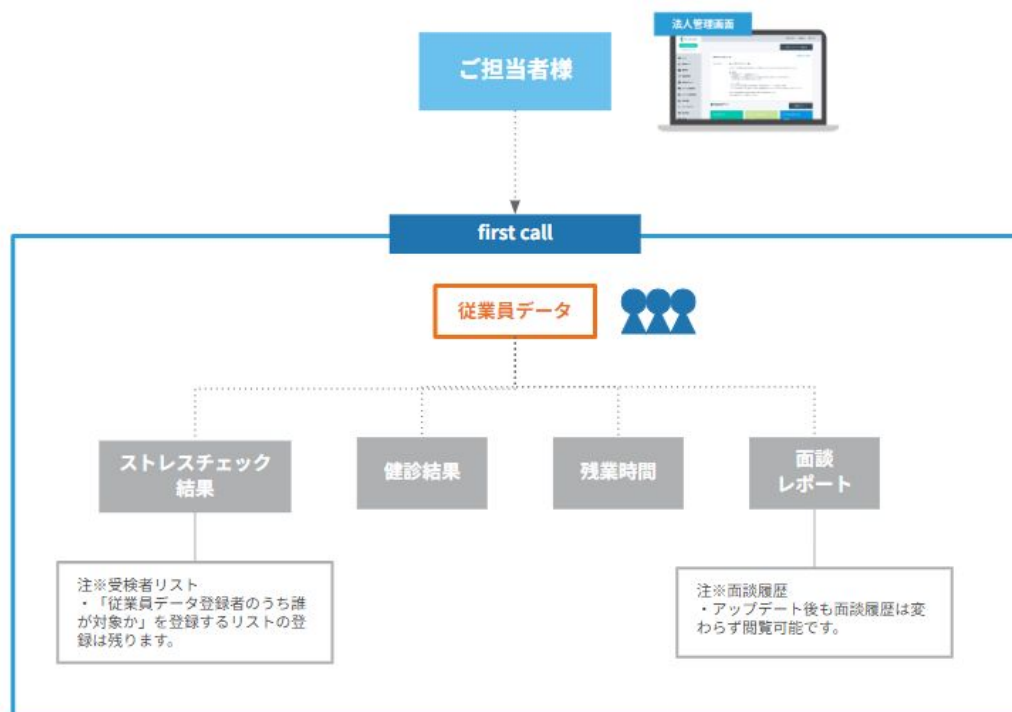 法人管理画面
ご担当者様
first call
従業員データ
ストレスチェック
結果
健診結果
残業時間
面談
レポート
注※受検者リスト
・「従業員データ登録者のうち誰
が対象か」を登録するリストの登
録は残ります。
注※面談履歴
・アップデート後も面談履歴は変
わらず閲覧可能です。